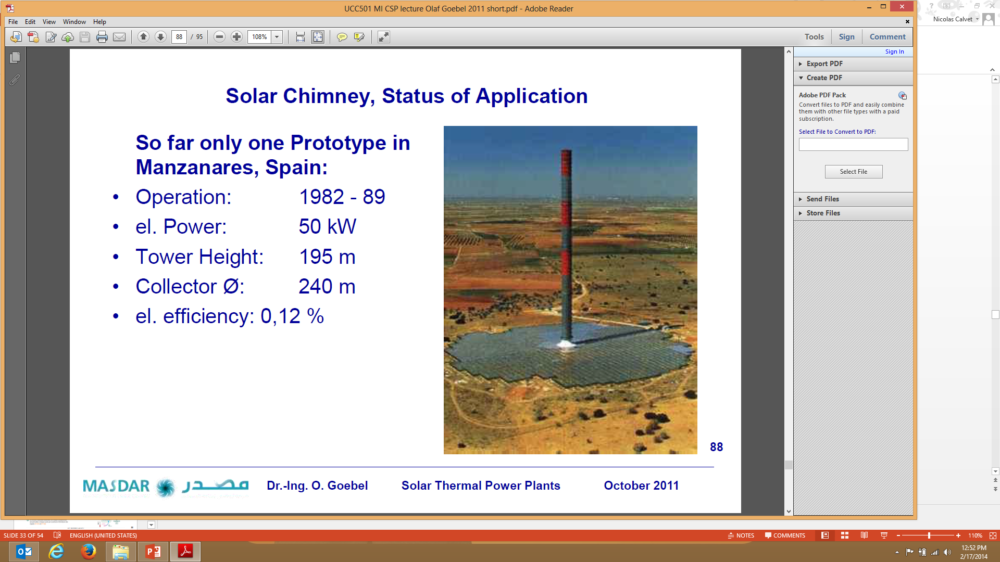 UCC501 MI CSP lecture Olaf Goebel 2011 short.pdf - Adobe Reader
Nicolas Calvet
File Edit View Window Help
88 / 95 108% Tools Sign Comment
Sign In
Export PDF
Create PDF
Adobe PDF Pack
Convert files to PDF and easily combine
them with other file types with a paid
subscription.
Select File to Convert to PDF:
Select File
Send Files
Store Files
Solar Chimney, Status of Application
So far only one Prototype in
Manzanares, Spain:
• Operation: 1982 - 89
• el. Power: 50 kW
• Tower Height: 195 m
• Collector Ø: 240 m
• el. efficiency: 0,12 %
88
MASDAR مصدر Dr.-Ing. O. Goebel Solar Thermal Power Plants October 2011
SLIDE 33 OF 54 ENGLISH (UNITED STATES) NOTES COMMENTS 110%
12:52 PM
2/17/2014